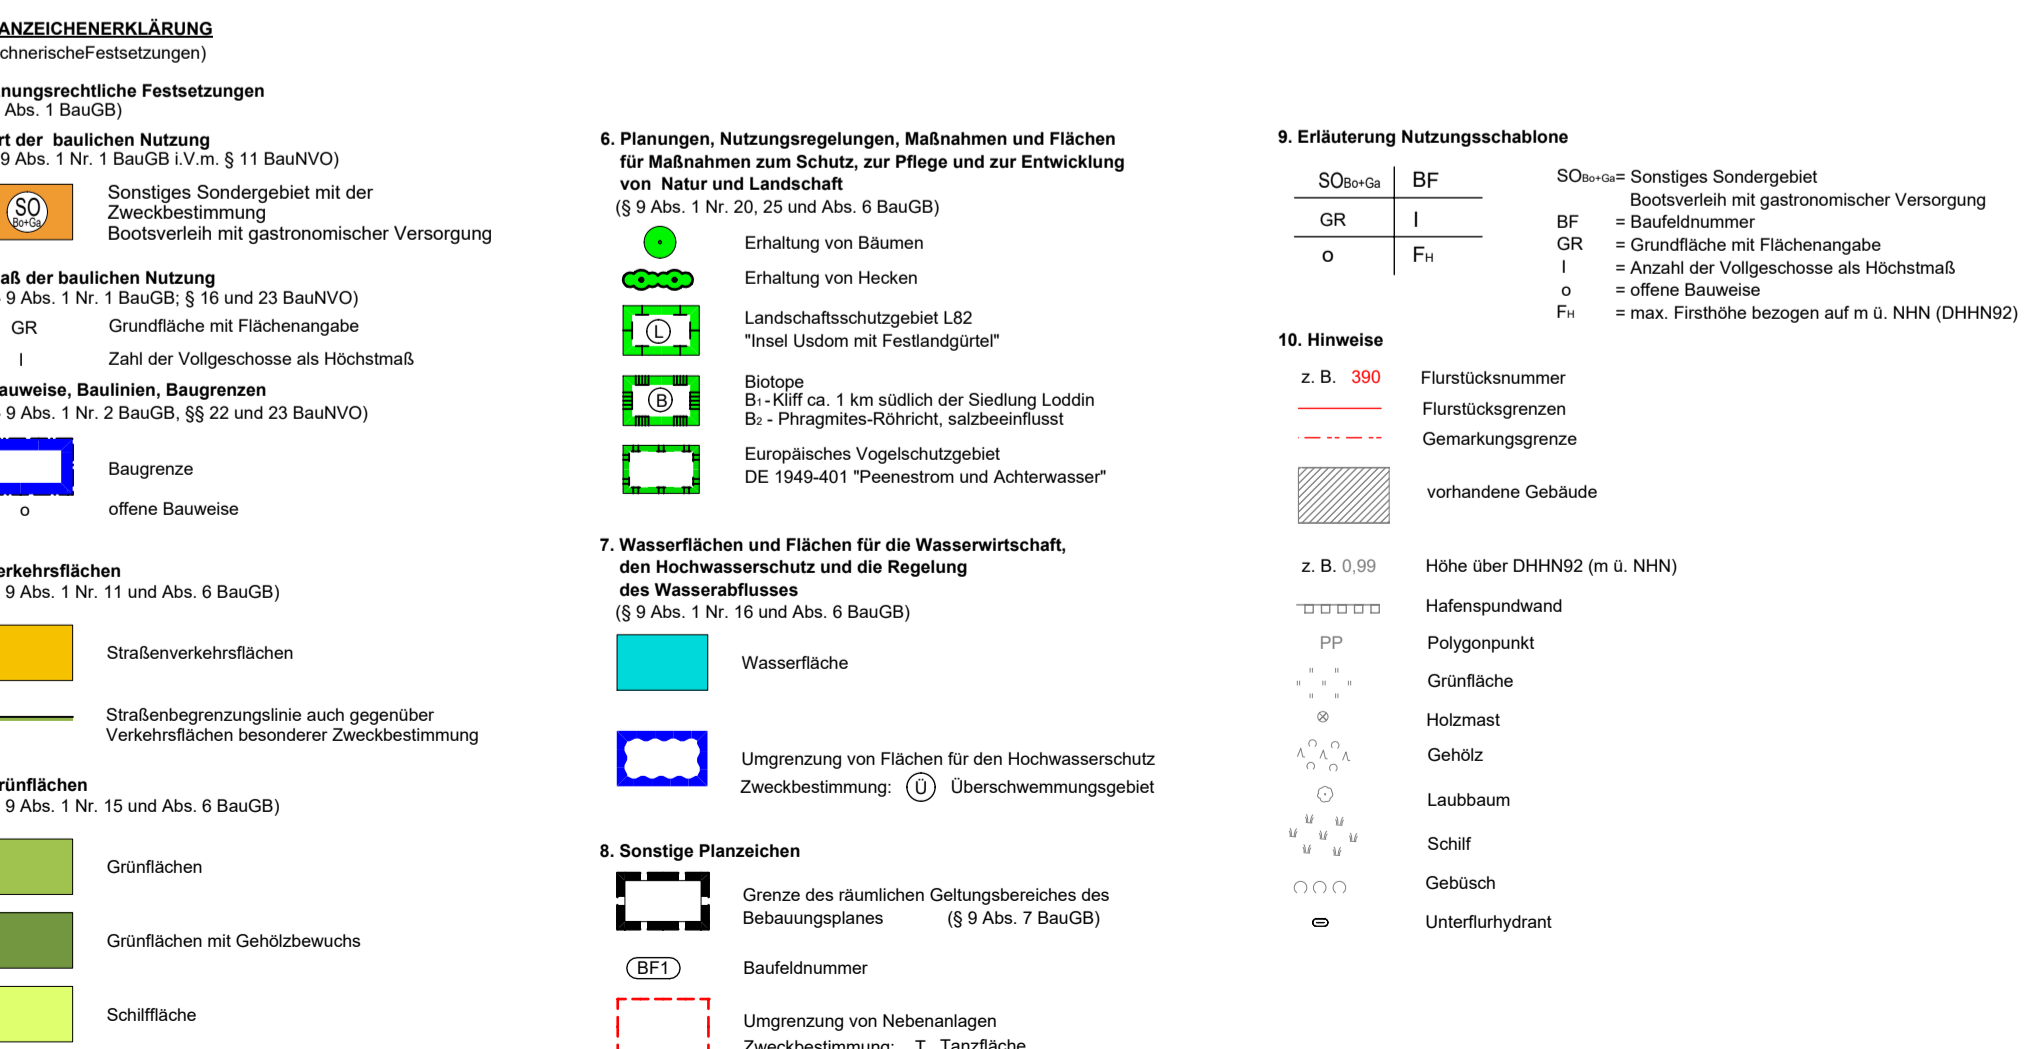 ANZEICHENERKLÄRUNG
chnerischeFestsetzungen)
nungsrechtliche Festsetzungen
Abs. 1 BauGB)
rt der baulichen Nutzung
9 Abs. 1 Nr. 1 BauGB i.V.m. § 11 BauNVO)
SO
Bo+Ga
Sonstiges Sondergebiet mit der
Zweckbestimmung
Bootsverleih mit gastronomischer Versorgung
aß der baulichen Nutzung
9 Abs. 1 Nr. 1 BauGB; § 16 und 23 BauNVO)
GR Grundfläche mit Flächenangabe
I Zahl der Vollgeschosse als Höchstmaß
auweise, Baulinien, Baugrenzen
9 Abs. 1 Nr. 2 BauGB, §§ 22 und 23 BauNVO)
Baugrenze
o offene Bauweise
erkehrsflächen
9 Abs. 1 Nr. 11 und Abs. 6 BauGB)
Straßenverkehrsflächen
Straßenbegrenzungslinie auch gegenüber
Verkehrsflächen besonderer Zweckbestimmung
rünflächen
9 Abs. 1 Nr. 15 und Abs. 6 BauGB)
Grünflächen
Grünflächen mit Gehölzbewuchs
Schilffläche
6. Planungen, Nutzungsregelungen, Maßnahmen und Flächen
für Maßnahmen zum Schutz, zur Pflege und zur Entwicklung
von Natur und Landschaft
(§ 9 Abs. 1 Nr. 20, 25 und Abs. 6 BauGB)
Erhaltung von Bäumen
Erhaltung von Hecken
L
Landschaftsschutzgebiet L82
"Insel Usdom mit Festlandgürtel"
B
Biotope
B1 - Kliff ca. 1 km südlich der Siedlung Loddin
B2 - Phragmites-Röhricht, salzbeeinflusst
Europäisches Vogelschutzgebiet
DE 1949-401 "Peenestrom und Achterwasser"
7. Wasserflächen und Flächen für die Wasserwirtschaft,
den Hochwasserschutz und die Regelung
des Wasserabflusses
(§ 9 Abs. 1 Nr. 16 und Abs. 6 BauGB)
Wasserfläche
Umgrenzung von Flächen für den Hochwasserschutz
Zweckbestimmung: Ü Überschwemmungsgebiet
8. Sonstige Planzeichen
Grenze des räumlichen Geltungsbereiches des
Bebauungsplanes (§ 9 Abs. 7 BauGB)
BF1 Baufeldnummer
Umgrenzung von Nebenanlagen
Zweckbestimmung: T Tanzfläche
9. Erläuterung Nutzungsschablone
SOBo+Ga BF
GR I
o FH
SOBo+Ga= Sonstiges Sondergebiet
Bootsverleih mit gastronomischer Versorgung
BF = Baufeldnummer
GR = Grundfläche mit Flächenangabe
I = Anzahl der Vollgeschosse als Höchstmaß
o = offene Bauweise
FH = max. Firsthöhe bezogen auf m ü. NHN (DHHN92)
10. Hinweise
z. B. 390 Flurstücksnummer
Flurstücksgrenzen
Gemarkungsgrenze
vorhandene Gebäude
z. B. 0,99 Höhe über DHHN92 (m ü. NHN)
Hafenspundwand
PP Polygonpunkt
Grünfläche
Holzmast
Gehölz
Laubbaum
Schilf
Gebüsch
Unterflurhydrant